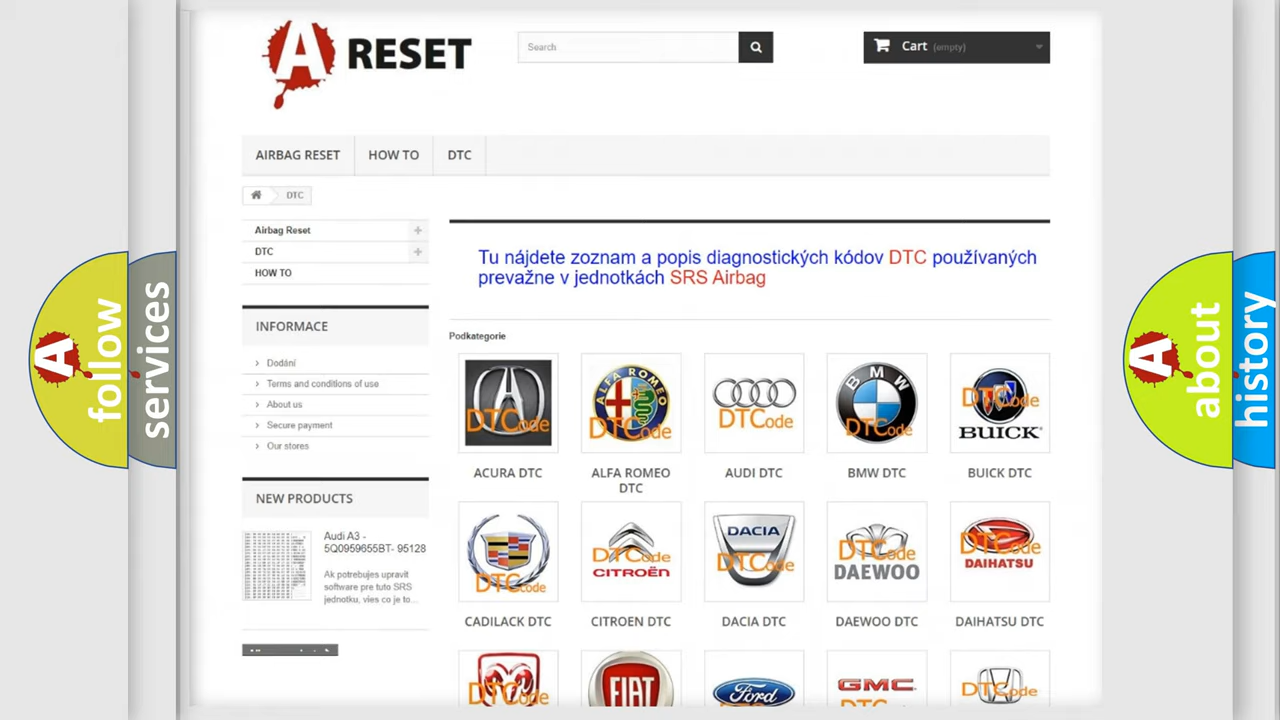 A RESET
Search
Cart (empty)
AIRBAG RESET
HOW TO
DTC
DTC
Airbag Reset
DTC
HOW TO
Tu nájdete zoznam a popis diagnostických kódov DTC používaných
prevažne v jednotkách SRS Airbag
INFORMACE
Dodání
Terms and conditions of use
About us
Secure payment
Our stores
Podkategorie
DTCode
ALFA ROMEO
DTCode
DTCode
BMW
DTCode
DTCode
BUICK
ACURA DTC
ALFA ROMEO
DTC
AUDI DTC
BMW DTC
BUICK DTC
NEW PRODUCTS
Audi A3 -
5Q0959655BT- 95128
Ak potrebujes upravit
software pre tuto SRS
jednotku, vies co je to...
DTCode
DTCode
CITROËN
DACIA
DTCode
DTCode
DAEWOO
DTCode
DAIHATSU
CADILACK DTC
CITROEN DTC
DACIA DTC
DAEWOO DTC
DAIHATSU DTC
DTCode
FIAT
Ford
GMC
DTCode
A follow
services
A about
history